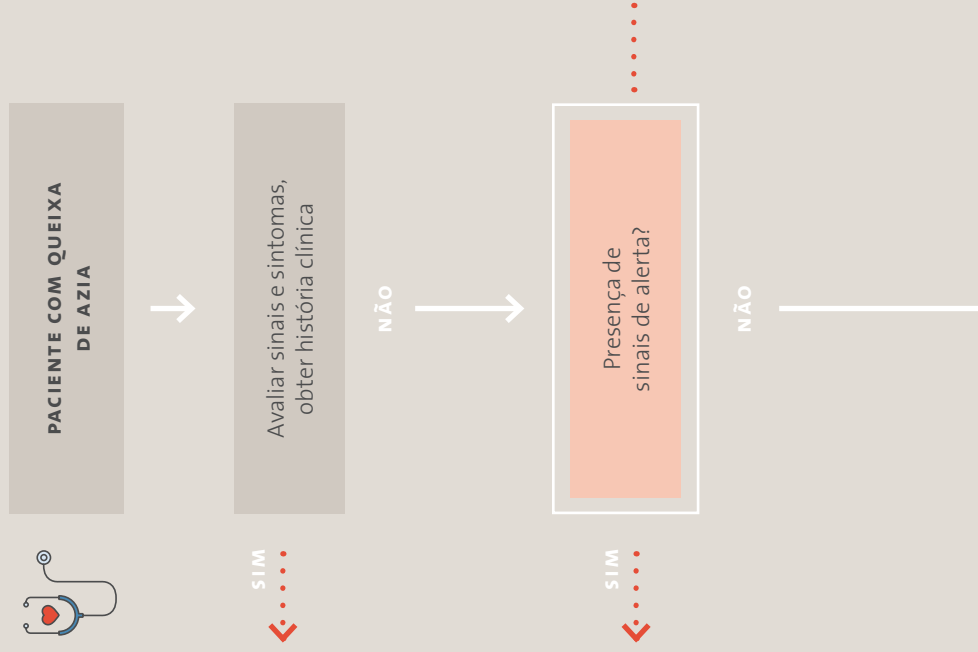 PACIENTE COM QUEIXA
DE AZIA
Avaliar sinais e sintomas,
obter história clínica
NÃO
SIM
Presença de
sinais de alerta?
NÃO
SIM